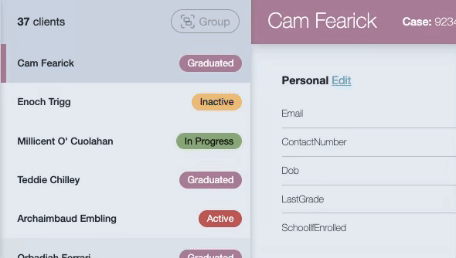 37 clients
Group
Cam Fearick
Graduated
Enoch Trigg
Inactive
Millicent O' Cuolahan
In Progress
Teddie Chilley
Graduated
Archaimbaud Embling
Active
Orbadiah Ferrari
Graduated
Cam Fearick
Case: 9234
Personal Edit
Email
ContactNumber
Dob
LastGrade
SchoolIfEnrolled